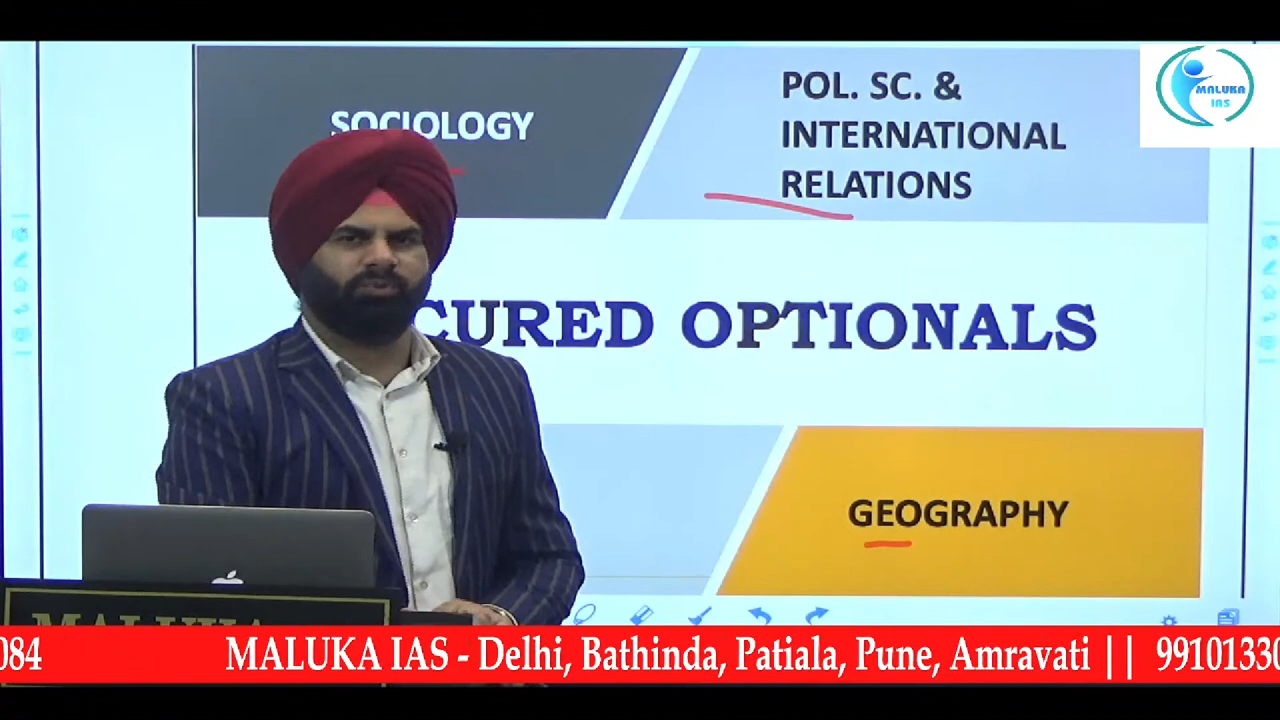 SOCIOLOGY
POL. SC. &
INTERNATIONAL
RELATIONS
MALUKA
IAS
CURED OPTIONALS
GEOGRAPHY
MALUKA
084 MALUKA IAS - Delhi, Bathinda, Patiala, Pune, Amravati || 99101330